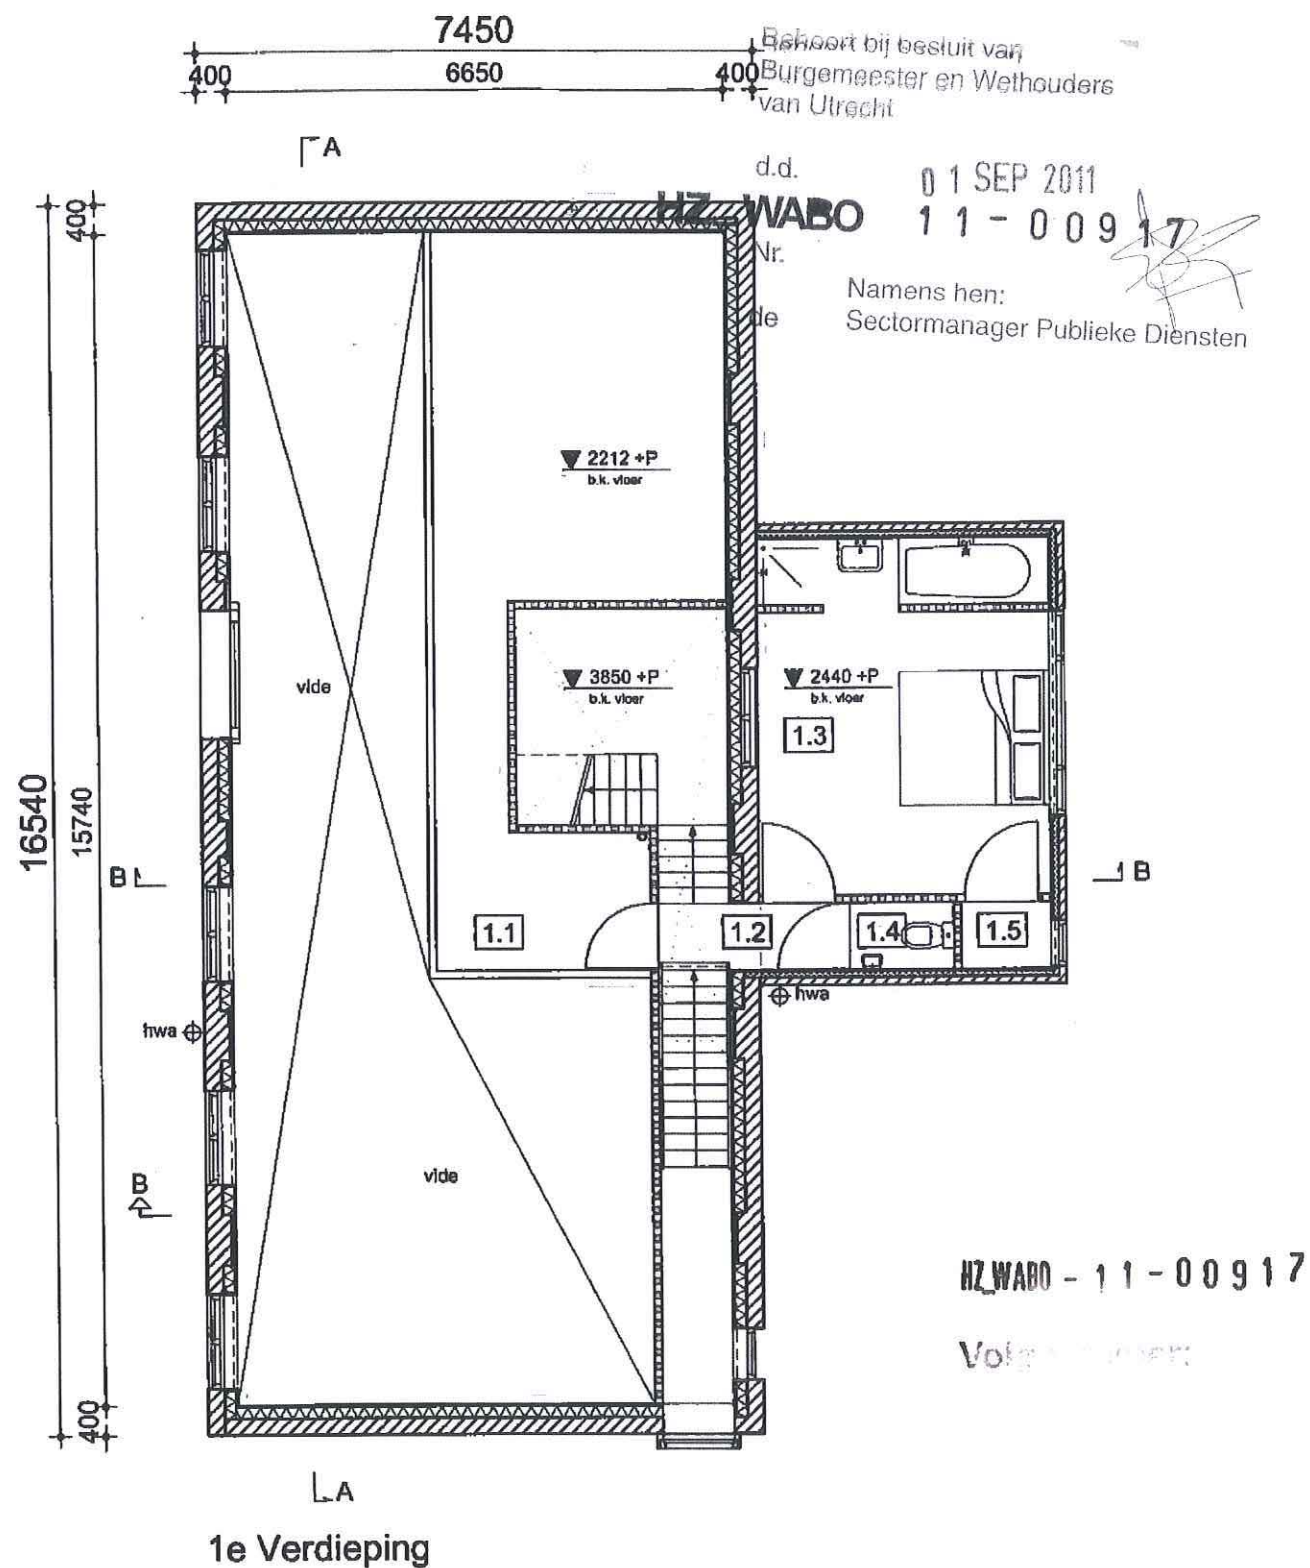 7450
400 6650 400
Behoort bij besluit van
Burgemeester en Wethouders
van Utrecht
d.d. 01 SEP 2011
HZ_WABO 11-00917
Nr.
de
Namens hen:
Sectormanager Publieke Diensten
A
400
16540
15740
400
2212 +P
b.k. vloer
3850 +P
b.k. vloer
2440 +P
b.k. vloer
vide
1.3
B
B
1.1
1.2
1.4
1.5
hwa
hwa
vide
B
HZ_WABO - 11-00917
A
1e Verdieping